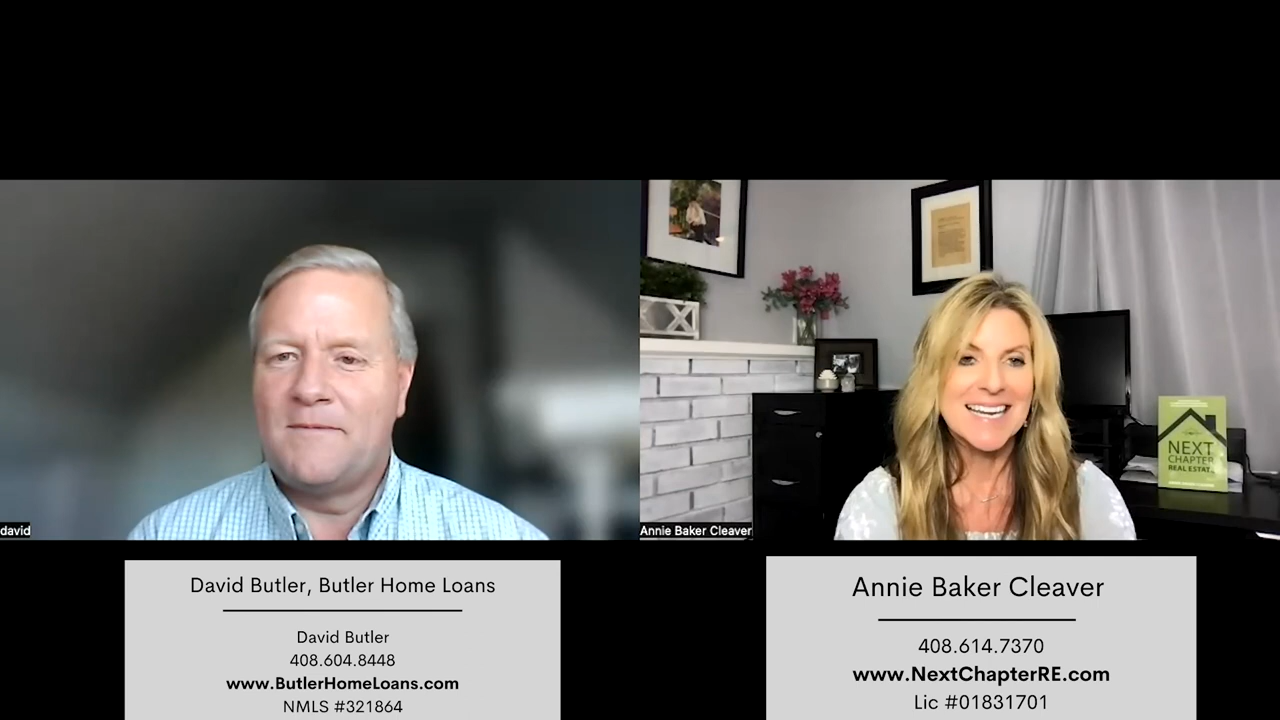 NEXT
CHAPTER
REAL ESTAT
david
Annie Baker Cleaver
David Butler, Butler Home Loans
David Butler
408.604.8448
www.ButlerHomeLoans.com
NMLS #321864
Annie Baker Cleaver
408.614.7370
www.NextChapterRE.com
Lic #01831701